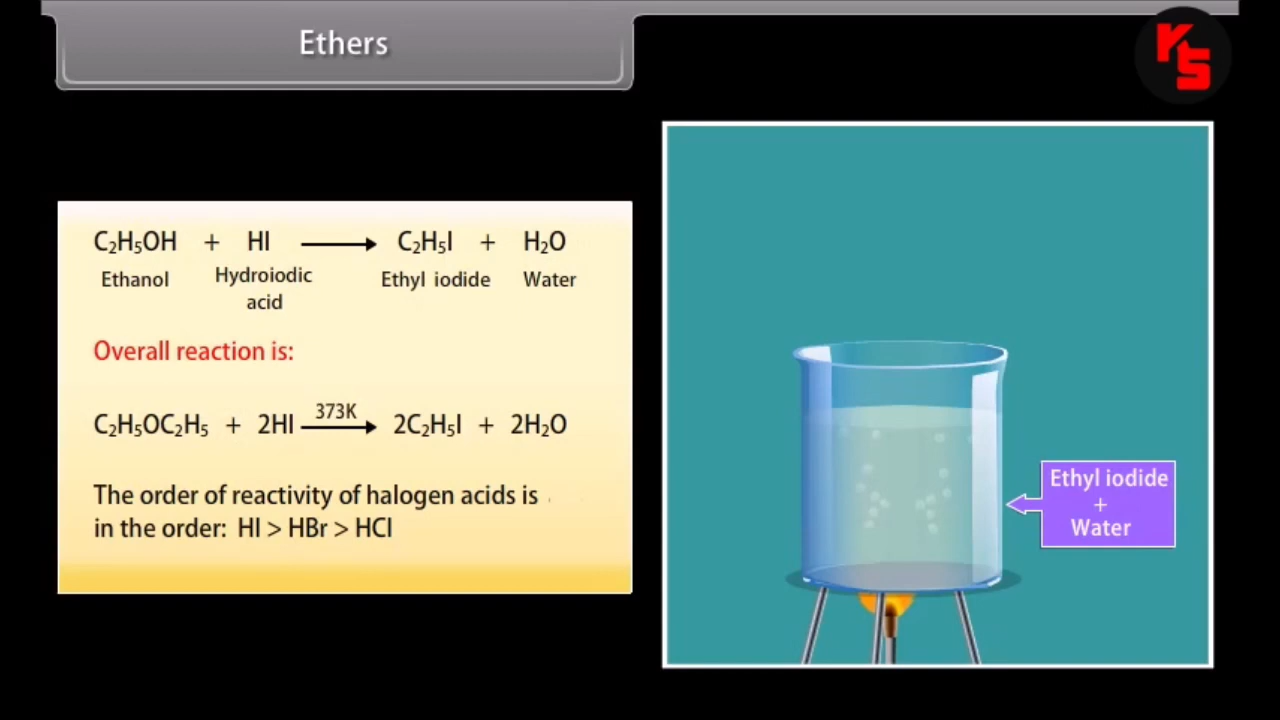 Ethers
KTS
C₂H₅OH + HI ⟶ C₂H₅I + H₂O
Ethanol Hydroiodic acid Ethyl iodide Water
Overall reaction is:
C₂H₅OC₂H₅ + 2HI 373K⟶ 2C₂H₅I + 2H₂O
The order of reactivity of halogen acids is
in the order: HI > HBr > HCl
Ethyl iodide
+
Water